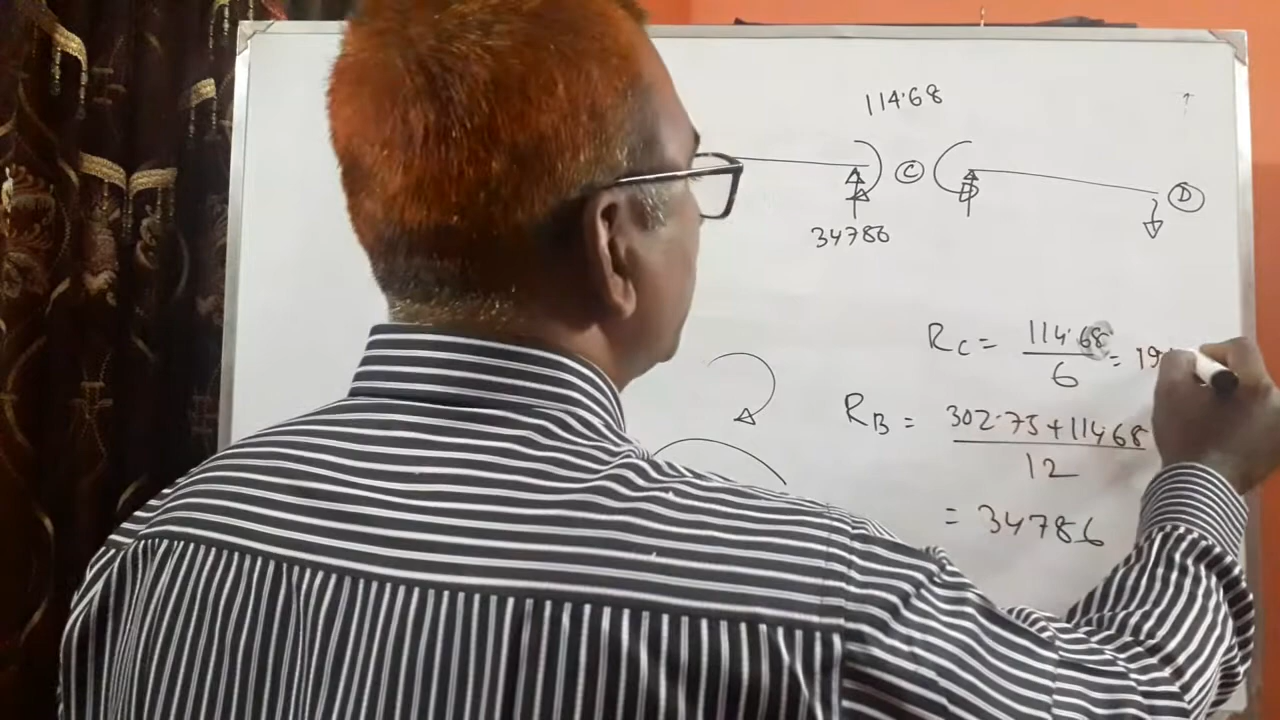 114.68
C
D
34786
Rc = 114.68 / 6 = 19
RB = 302.75 + 114.68 / 12
= 34786